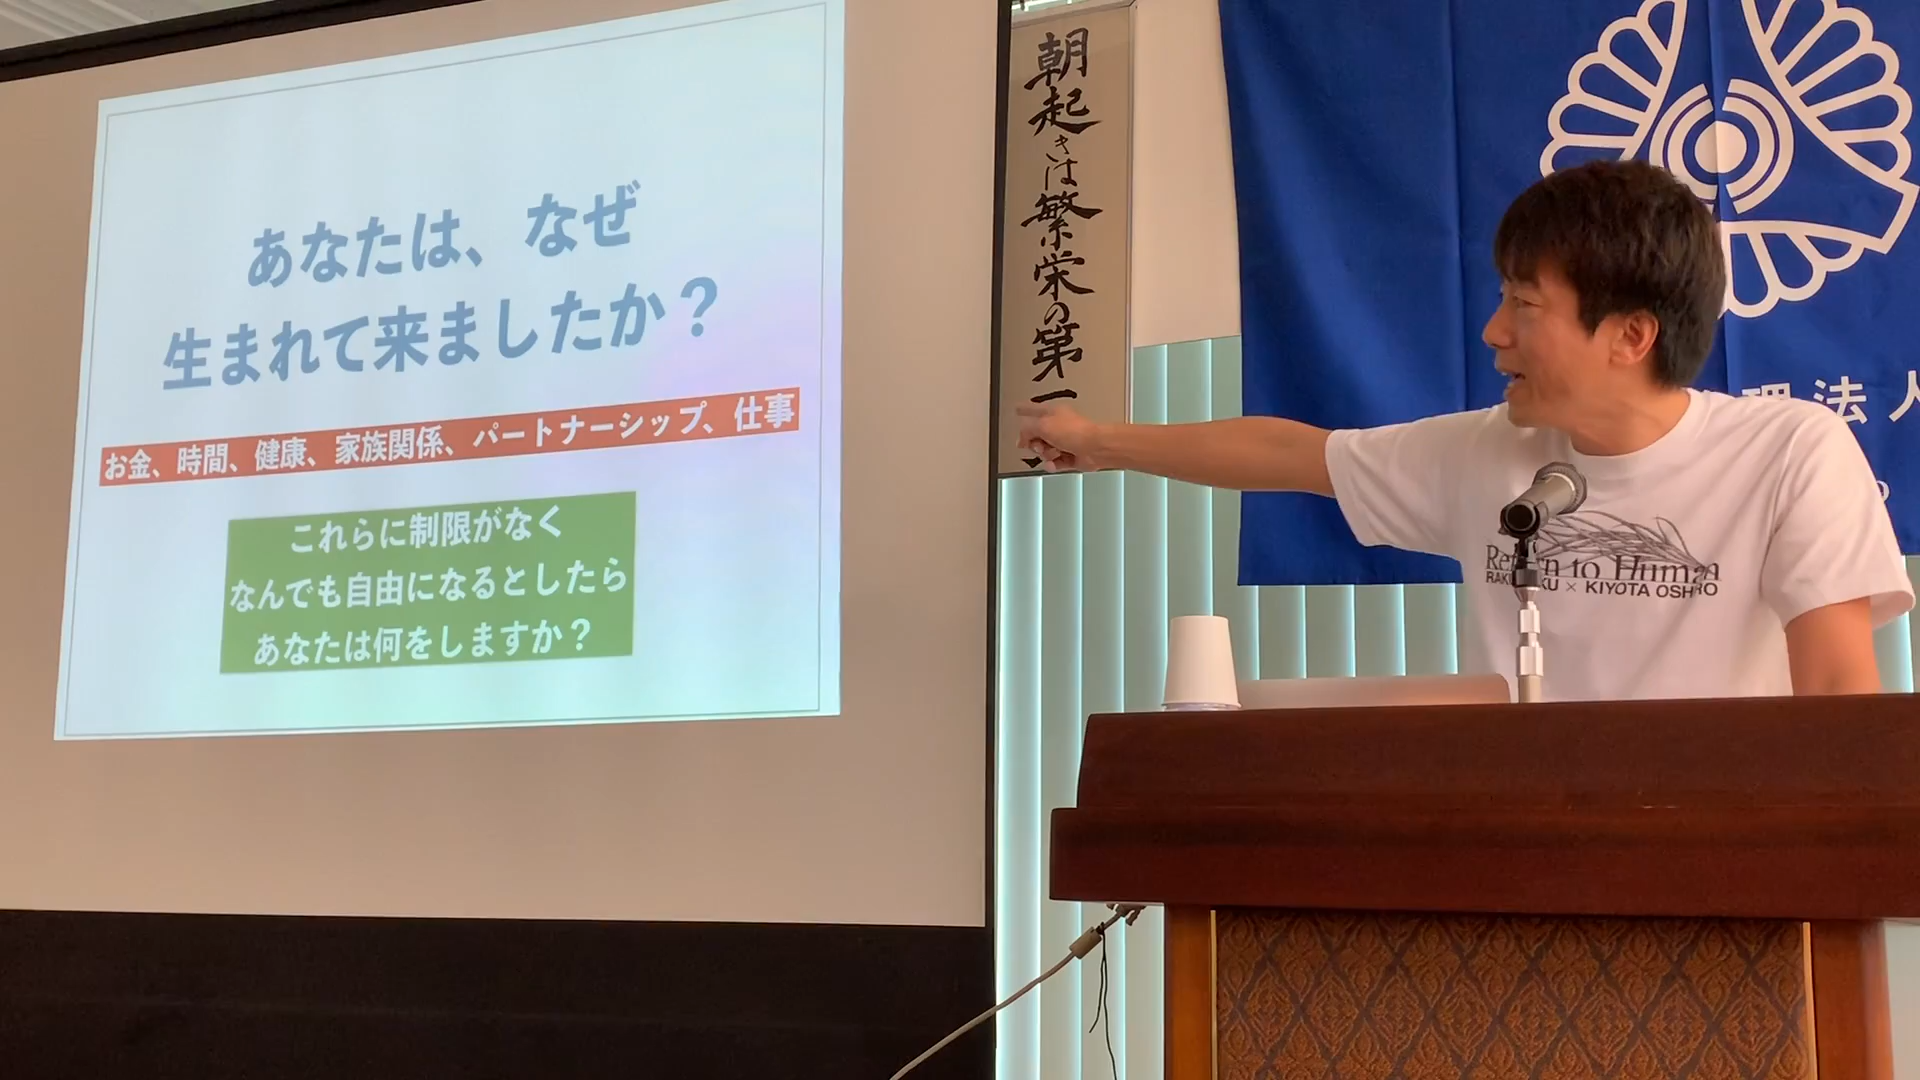 あなたは、なぜ
生まれて来ましたか？
お金、時間、健康、家族関係、パートナーシップ、仕事
これらに制限がなく
なんでも自由になるとしたら
あなたは何をしますか？
朝起きは繁栄の第一
理法人
to Human
KIYOTA OSHIRO